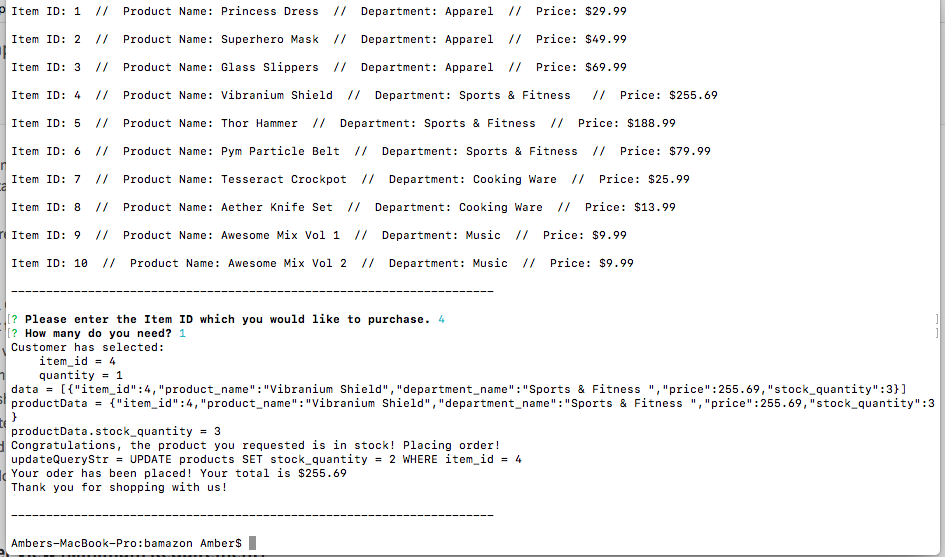 Item ID: 1  //  Product Name: Princess Dress  //  Department: Apparel  //  Price: $29.99
Item ID: 2  //  Product Name: Superhero Mask  //  Department: Apparel  //  Price: $49.99
Item ID: 3  //  Product Name: Glass Slippers  //  Department: Apparel  //  Price: $69.99
Item ID: 4  //  Product Name: Vibranium Shield  //  Department: Sports & Fitness   //  Price: $255.69
Item ID: 5  //  Product Name: Thor Hammer  //  Department: Sports & Fitness  //  Price: $188.99
Item ID: 6  //  Product Name: Pym Particle Belt  //  Department: Sports & Fitness  //  Price: $79.99
Item ID: 7  //  Product Name: Tesseract Crockpot  //  Department: Cooking Ware  //  Price: $25.99
Item ID: 8  //  Product Name: Aether Knife Set  //  Department: Cooking Ware  //  Price: $13.99
Item ID: 9  //  Product Name: Awesome Mix Vol 1  //  Department: Music  //  Price: $9.99
Item ID: 10  //  Product Name: Awesome Mix Vol 2  //  Department: Music  //  Price: $9.99
---------------------------------------------------------------------
[? Please enter the Item ID which you would like to purchase. 4 ]
[? How many do you need? 1 ]
Customer has selected:
    item_id = 4
    quantity = 1
data = [{"item_id":4,"product_name":"Vibranium Shield","department_name":"Sports & Fitness ","price":255.69,"stock_quantity":3}]
productData = {"item_id":4,"product_name":"Vibranium Shield","department_name":"Sports & Fitness ","price":255.69,"stock_quantity":3
}
productData.stock_quantity = 3
Congratulations, the product you requested is in stock! Placing order!
updateQueryStr = UPDATE products SET stock_quantity = 2 WHERE item_id = 4
Your oder has been placed! Your total is $255.69
Thank you for shopping with us!
---------------------------------------------------------------------
Ambers-MacBook-Pro:bamazon Amber$